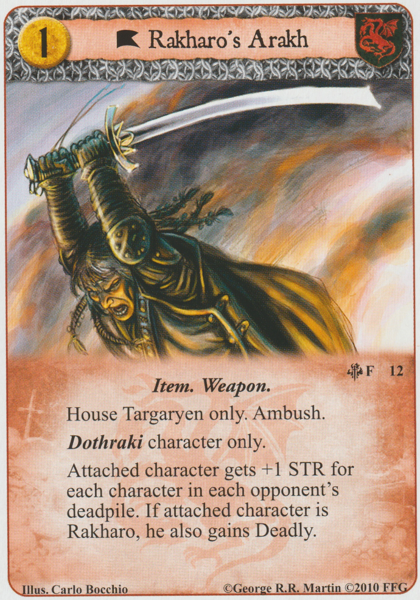 1
Rakharo's Arakh
F 12
Item. Weapon.
House Targaryen only. Ambush.
Dothraki character only.
Attached character gets +1 STR for
each character in each opponent's
deadpile. If attached character is
Rakharo, he also gains Deadly.
Illus. Carlo Bocchio ©George R.R. Martin ©2010 FFG